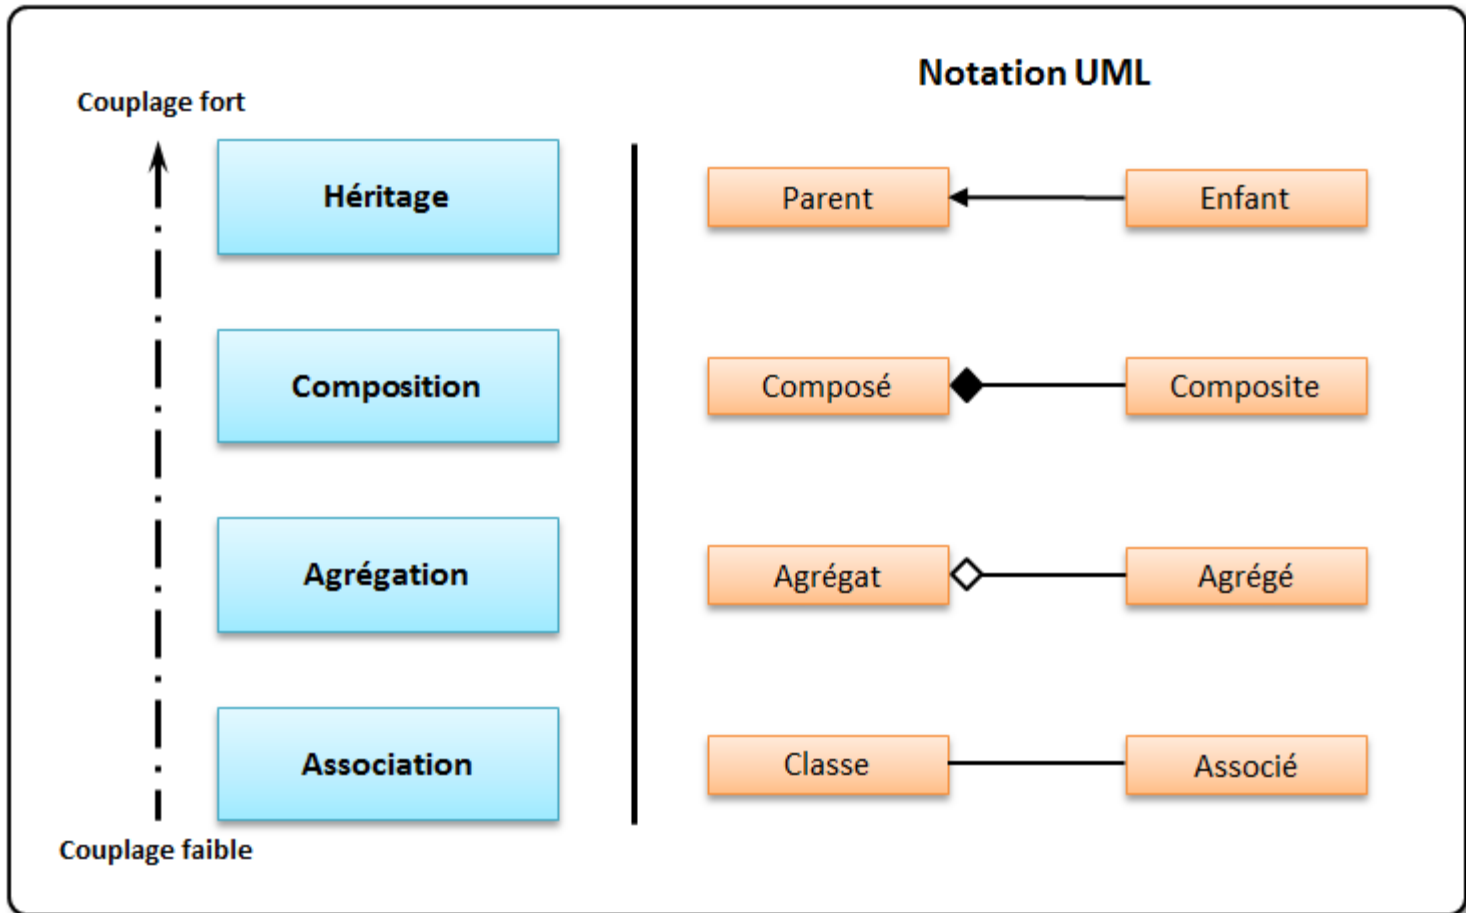 Notation UML
Couplage fort
Héritage
Parent
Enfant
Composition
Composé
Composite
Agrégation
Agrégat
Agrégé
Association
Classe
Associé
Couplage faible